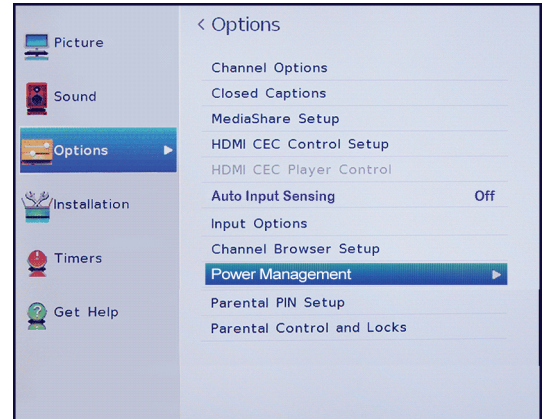 Picture
Sound
Options
Installation
Timers
Get Help
< Options
Channel Options
Closed Captions
MediaShare Setup
HDMI CEC Control Setup
HDMI CEC Player Control
Auto Input Sensing Off
Input Options
Channel Browser Setup
Power Management
Parental PIN Setup
Parental Control and Locks